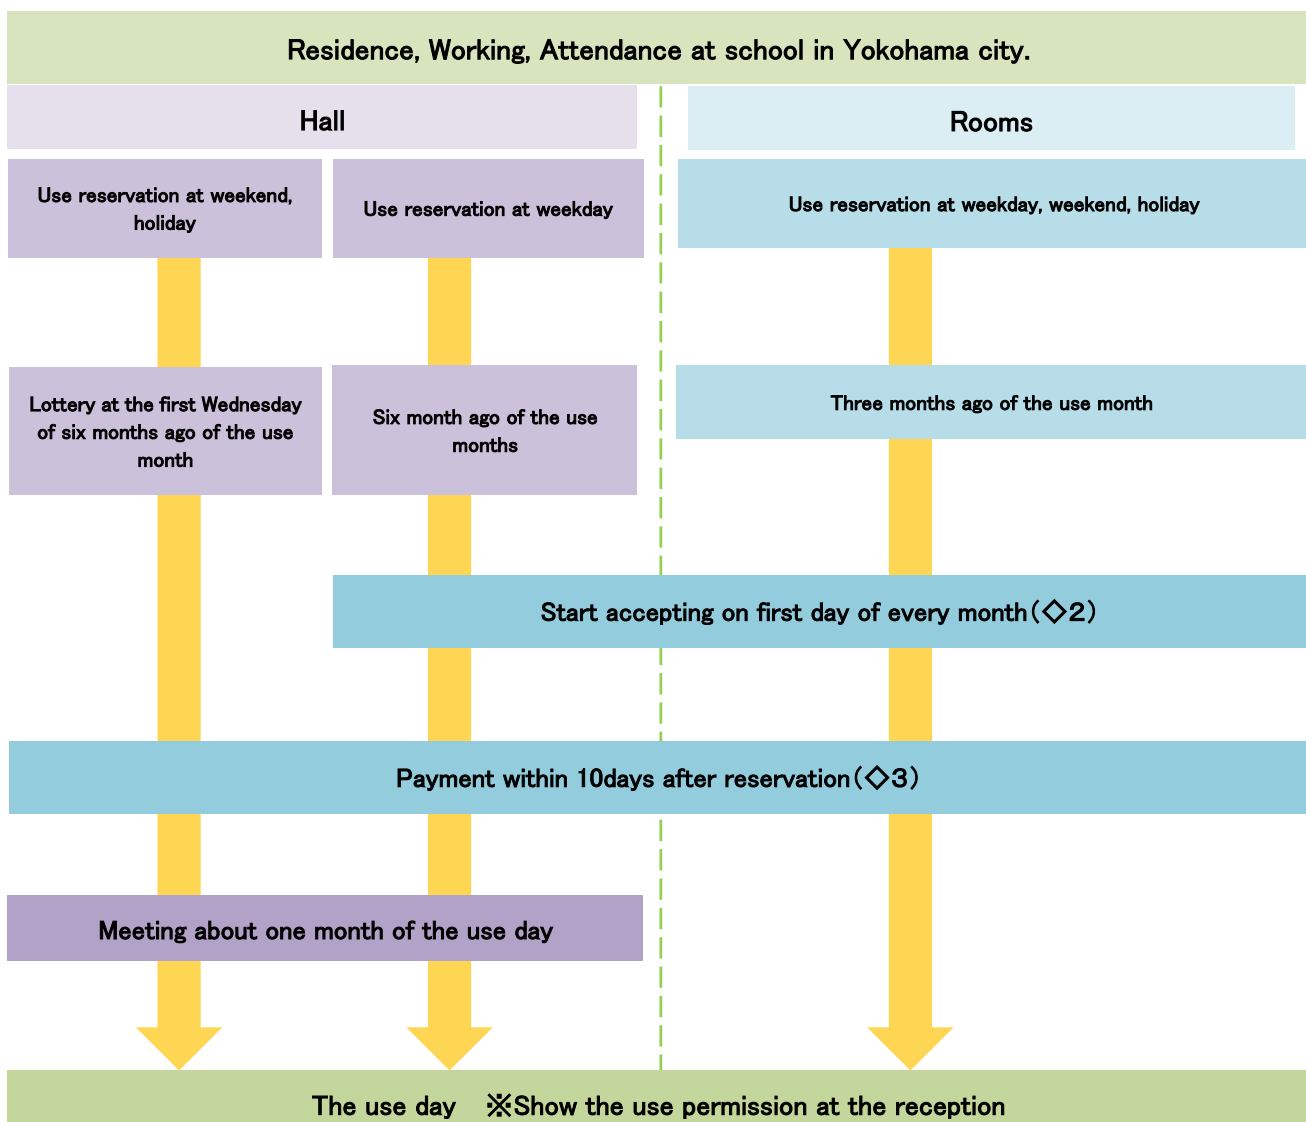 Residence, Working, Attendance at school in Yokohama city.
Hall
Rooms
Use reservation at weekend,
holiday
Use reservation at weekday
Use reservation at weekday, weekend, holiday
Lottery at the first Wednesday
of six months ago of the use
month
Six month ago of the use
months
Three months ago of the use month
Start accepting on first day of every month(◇2)
Payment within 10days after reservation(◇3)
Meeting about one month of the use day
The use day　※Show the use permission at the reception